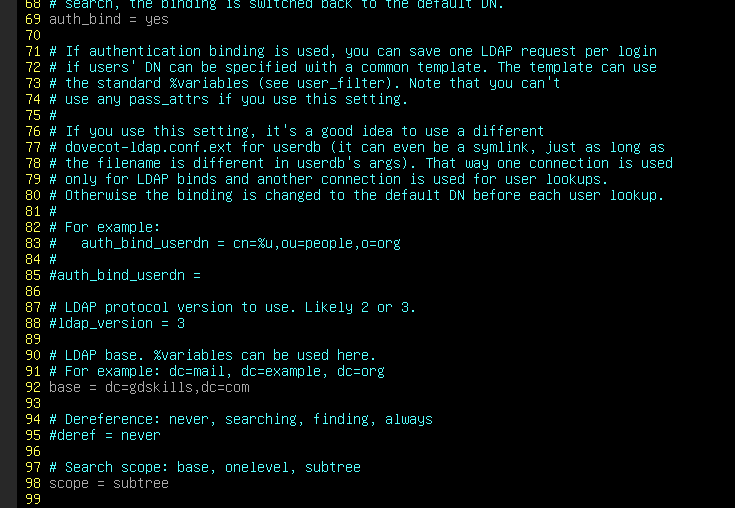 68 # search, the binding is switched back to the default DN.
69 auth_bind = yes
70
71 # If authentication binding is used, you can save one LDAP request per login
72 # if users' DN can be specified with a common template. The template can use
73 # the standard %variables (see user_filter). Note that you can't
74 # use any pass_attrs if you use this setting.
75 #
76 # If you use this setting, it's a good idea to use a different
77 # dovecot-ldap.conf.ext for userdb (it can even be a symlink, just as long as
78 # the filename is different in userdb's args). That way one connection is used
79 # only for LDAP binds and another connection is used for user lookups.
80 # Otherwise the binding is changed to the default DN before each user lookup.
81 #
82 # For example:
83 #   auth_bind_userdn = cn=%u,ou=people,o=org
84 #
85 #auth_bind_userdn =
86
87 # LDAP protocol version to use. Likely 2 or 3.
88 #ldap_version = 3
89
90 # LDAP base. %variables can be used here.
91 # For example: dc=mail, dc=example, dc=org
92 base = dc=gdskills,dc=com
93
94 # Dereference: never, searching, finding, always
95 #deref = never
96
97 # Search scope: base, onelevel, subtree
98 scope = subtree
99